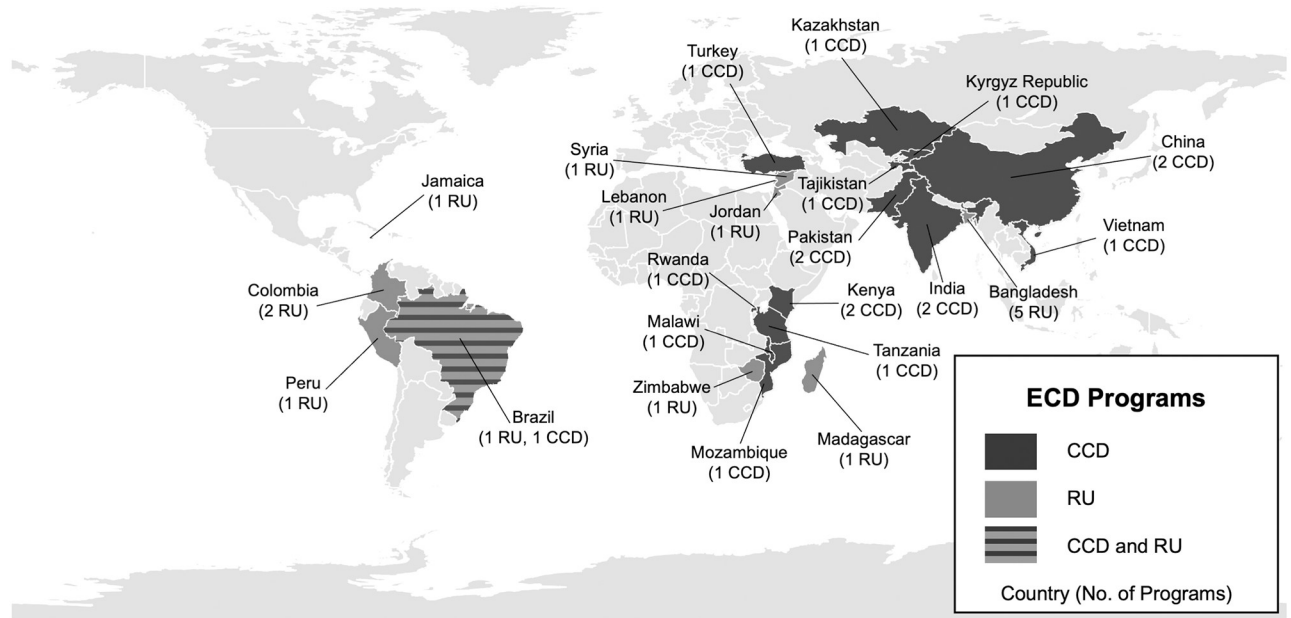 Kazakhstan
(1 CCD)
Turkey
(1 CCD)
Kyrgyz Republic
(1 CCD)
China
(2 CCD)
Syria
(1 RU)
Tajikistan
(1 CCD)
Jamaica
(1 RU)
Lebanon
(1 RU)
Jordan
(1 RU)
Pakistan
(2 CCD)
Vietnam
(1 CCD)
Rwanda
(1 CCD)
Colombia
(2 RU)
Kenya
(2 CCD)
India
(2 CCD)
Bangladesh
(5 RU)
Malawi
(1 CCD)
Tanzania
(1 CCD)
Peru
(1 RU)
Zimbabwe
(1 RU)
Brazil
(1 RU, 1 CCD)
Madagascar
(1 RU)
Mozambique
(1 CCD)
ECD Programs
CCD
RU
CCD and RU
Country (No. of Programs)